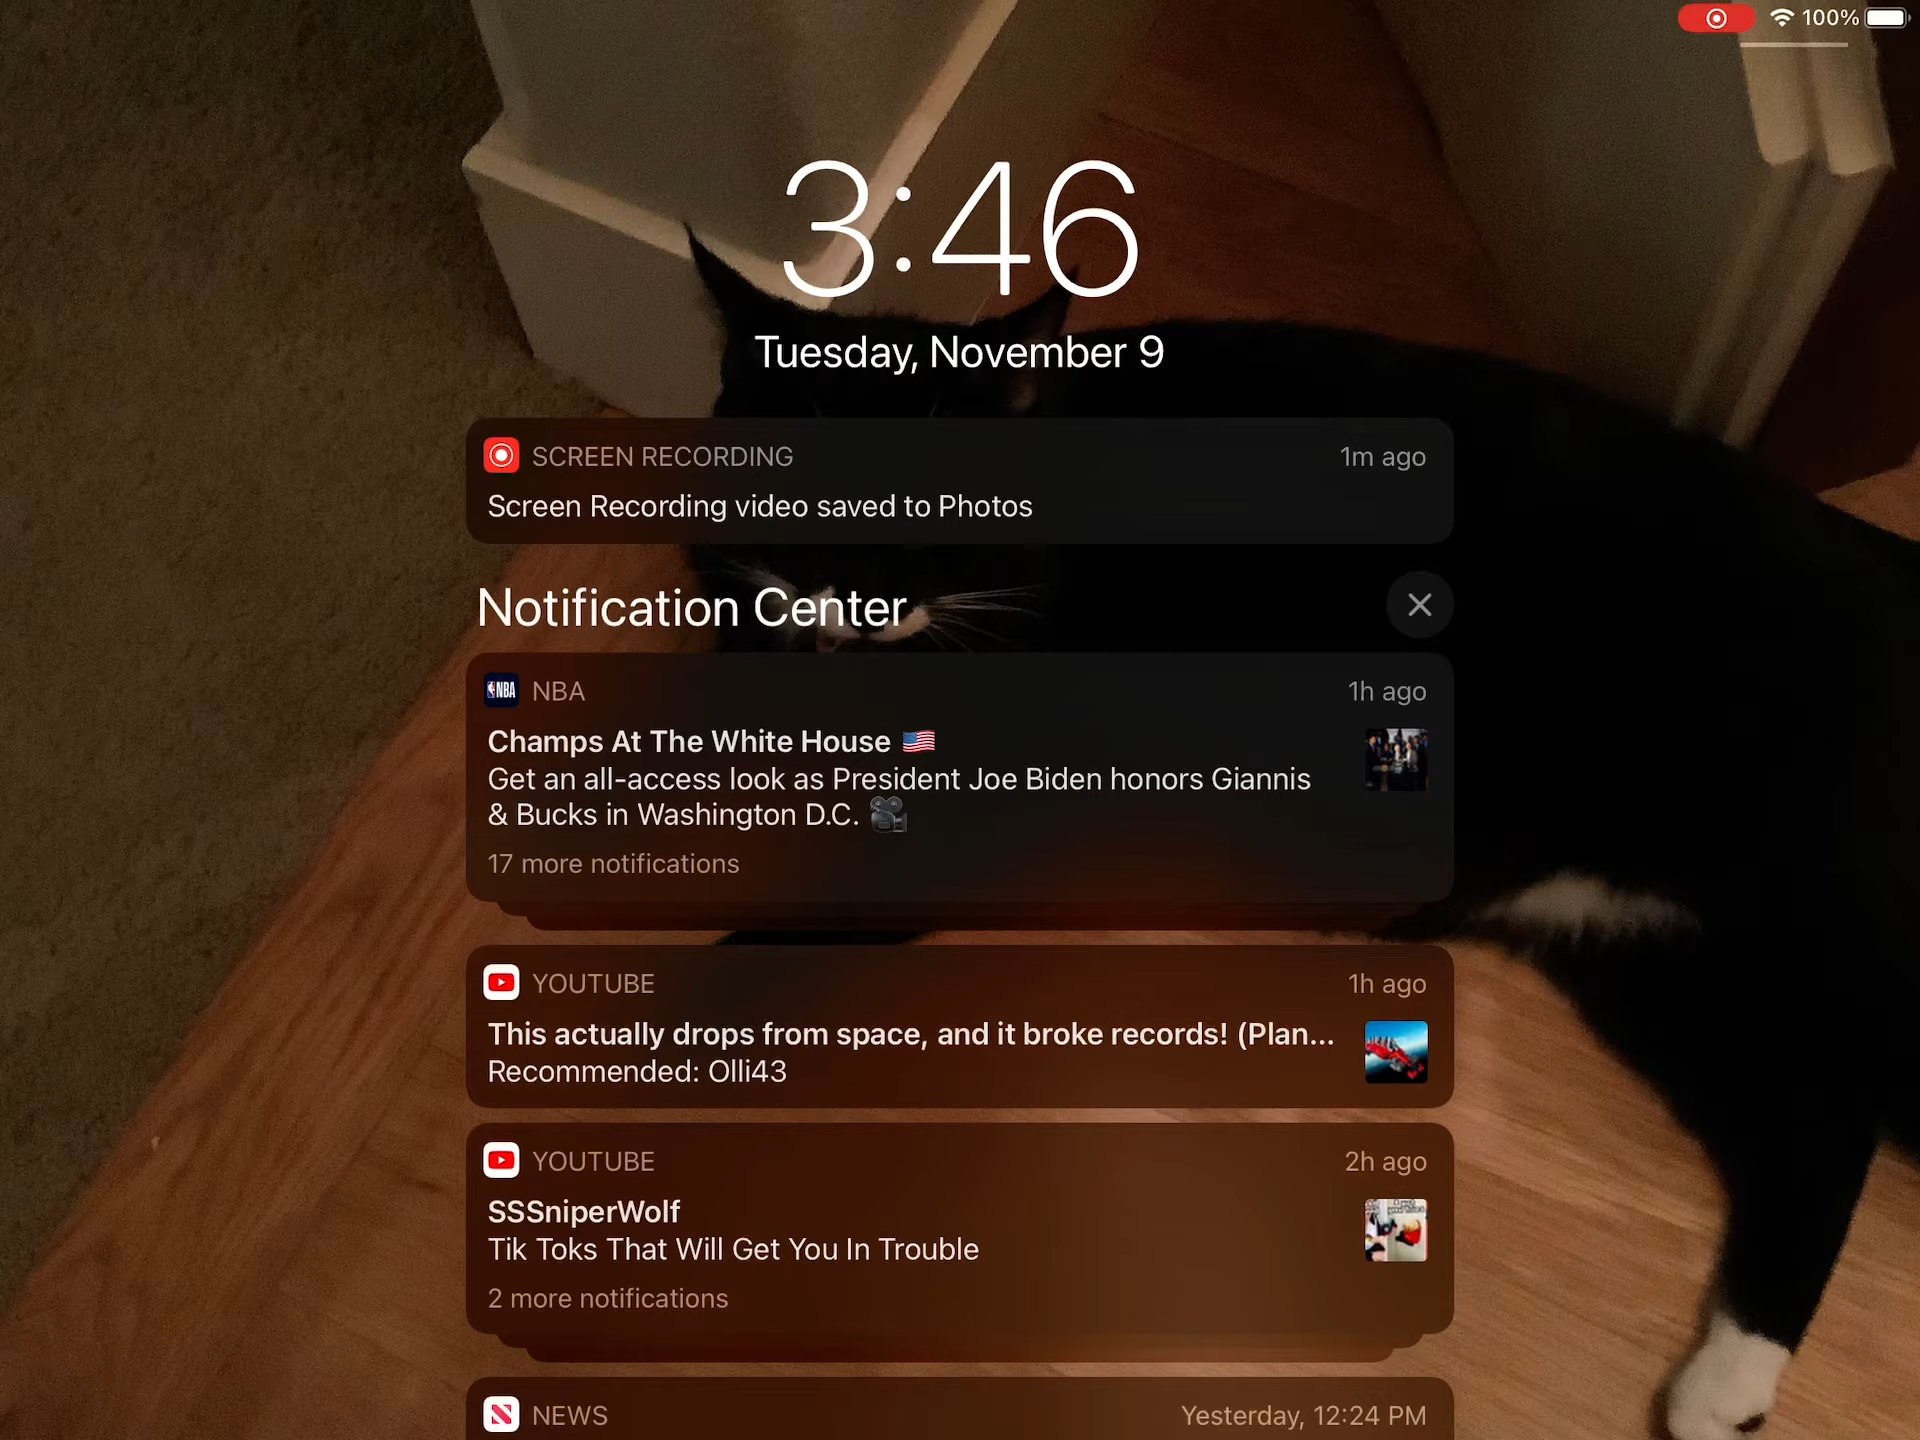 100%
3:46
Tuesday, November 9
SCREEN RECORDING
1m ago
Screen Recording video saved to Photos
Notification Center
NBA
NBA
1h ago
Champs At The White House 🇺🇸
Get an all-access look as President Joe Biden honors Giannis
& Bucks in Washington D.C. 🎥
17 more notifications
YOUTUBE
1h ago
This actually drops from space, and it broke records! (Plan...
Recommended: Olli43
YOUTUBE
2h ago
SSSniperWolf
Tik Toks That Will Get You In Trouble
2 more notifications
NEWS
Yesterday, 12:24 PM